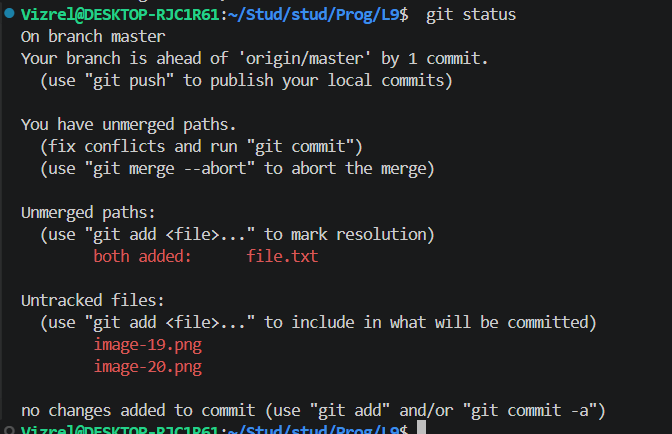 Vizrel@DESKTOP-RJC1R61:~/Stud/stud/Prog/L9$  git status
On branch master
Your branch is ahead of 'origin/master' by 1 commit.
  (use "git push" to publish your local commits)

You have unmerged paths.
  (fix conflicts and run "git commit")
  (use "git merge --abort" to abort the merge)

Unmerged paths:
  (use "git add <file>..." to mark resolution)
        both added:      file.txt

Untracked files:
  (use "git add <file>..." to include in what will be committed)
        image-19.png
        image-20.png

no changes added to commit (use "git add" and/or "git commit -a")
Vizrel@DESKTOP-RJC1R61:~/Stud/stud/Prog/L9$